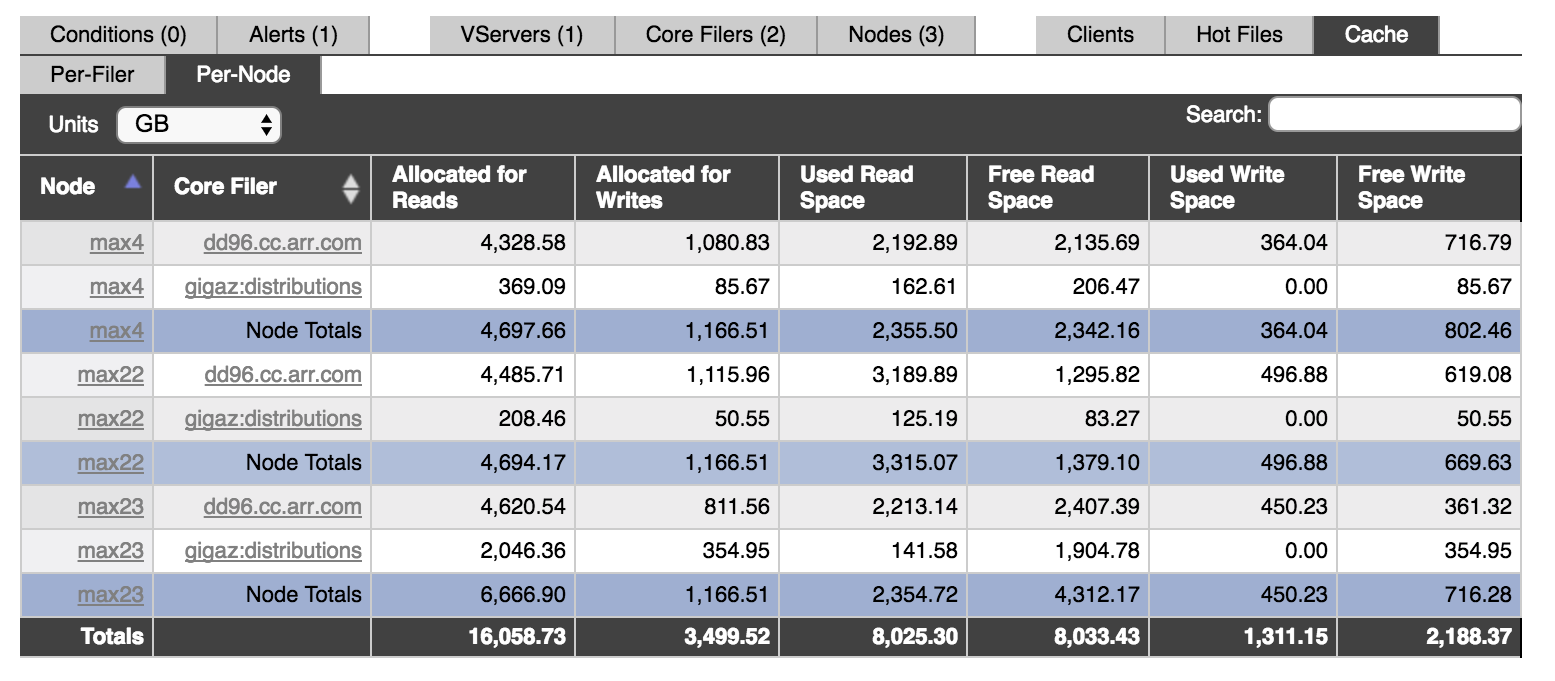 Conditions (0) Alerts (1) VServers (1) Core Filers (2) Nodes (3) Clients Hot Files Cache
Per-Filer Per-Node
Units GB Search:
Node Core Filer Allocated for Reads Allocated for Writes Used Read Space Free Read Space Used Write Space Free Write Space
max4 dd96.cc.arr.com 4,328.58 1,080.83 2,192.89 2,135.69 364.04 716.79
max4 gigaz:distributions 369.09 85.67 162.61 206.47 0.00 85.67
max4 Node Totals 4,697.66 1,166.51 2,355.50 2,342.16 364.04 802.46
max22 dd96.cc.arr.com 4,485.71 1,115.96 3,189.89 1,295.82 496.88 619.08
max22 gigaz:distributions 208.46 50.55 125.19 83.27 0.00 50.55
max22 Node Totals 4,694.17 1,166.51 3,315.07 1,379.10 496.88 669.63
max23 dd96.cc.arr.com 4,620.54 811.56 2,213.14 2,407.39 450.23 361.32
max23 gigaz:distributions 2,046.36 354.95 141.58 1,904.78 0.00 354.95
max23 Node Totals 6,666.90 1,166.51 2,354.72 4,312.17 450.23 716.28
Totals 16,058.73 3,499.52 8,025.30 8,033.43 1,311.15 2,188.37